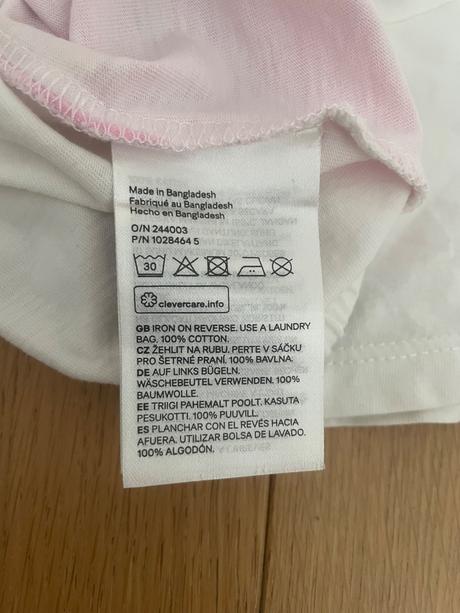 Made in Bangladesh
Fabriqué au Bangladesh
Hecho en Bangladesh
O/N 244003
P/N 1028464 5
30
clevercare.info
GB IRON ON REVERSE. USE A LAUNDRY
BAG. 100% COTTON.
CZ ŽEHLIT NA RUBU. PERTE V SÁČKU
PRO ŠETRNÉ PRANÍ. 100% BAVLNA.
DE AUF LINKS BÜGELN.
WÄSCHEBEUTEL VERWENDEN. 100%
BAUMWOLLE.
EE TRIIGI PAHEMALT POOLT. KASUTA
PESUKOTTI. 100% PUUVILL.
ES PLANCHAR CON EL REVÉS HACIA
AFUERA. UTILIZAR BOLSA DE LAVADO.
100% ALGODÓN.